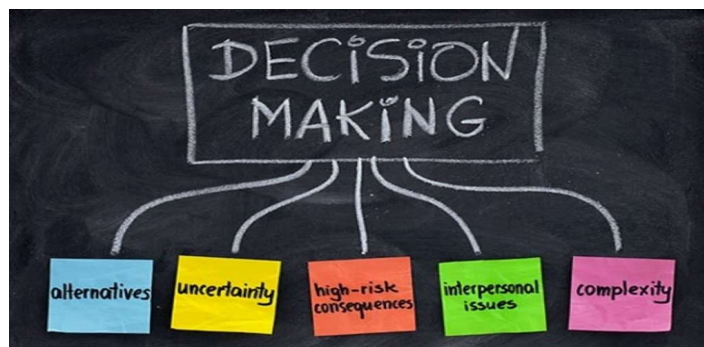 DECiSiON
MAKiNG
alternatives
uncertainty
high-risk
consequences
interpersonal
issues
complexity